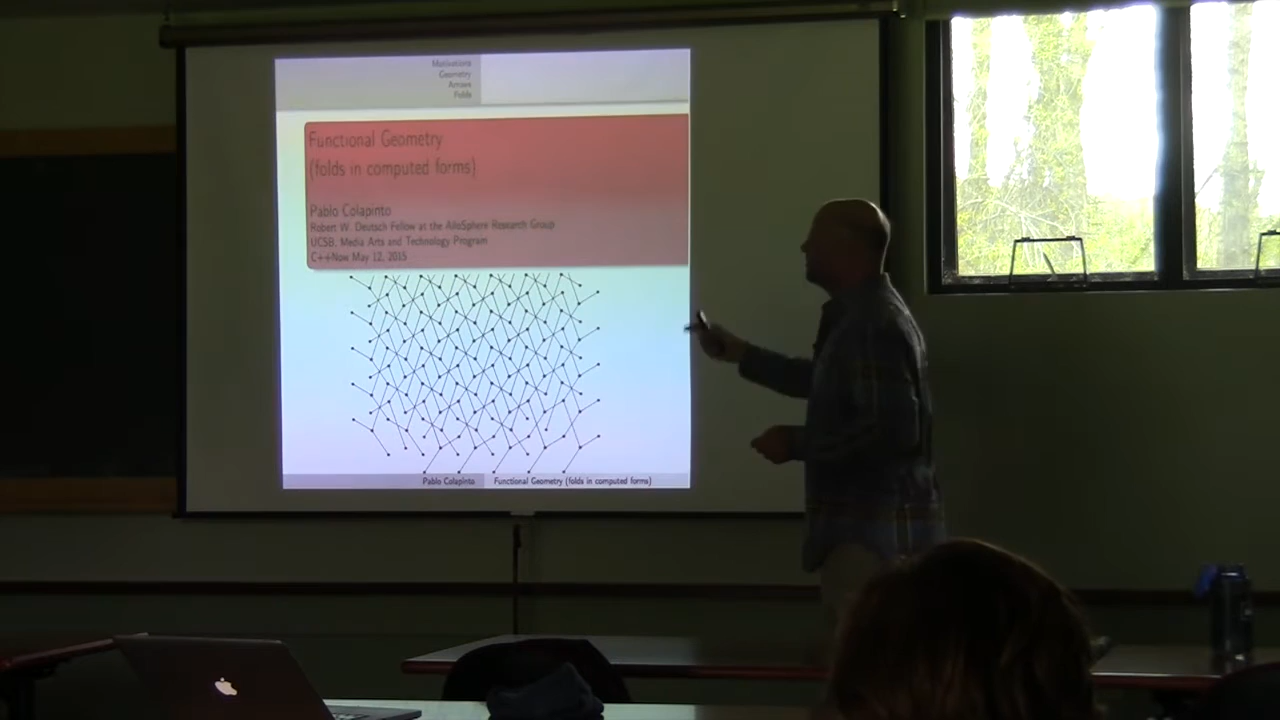 Motivations
Geometry
Arrays
Folds
Functional Geometry
(folds in computed forms)
Pablo Colapinto
Robert W. Deutsch Fellow at the AlloSphere Research Group
UCSB, Media Arts and Technology Program
C++Now May 12, 2015
Pablo Colapinto
Functional Geometry (folds in computed forms)